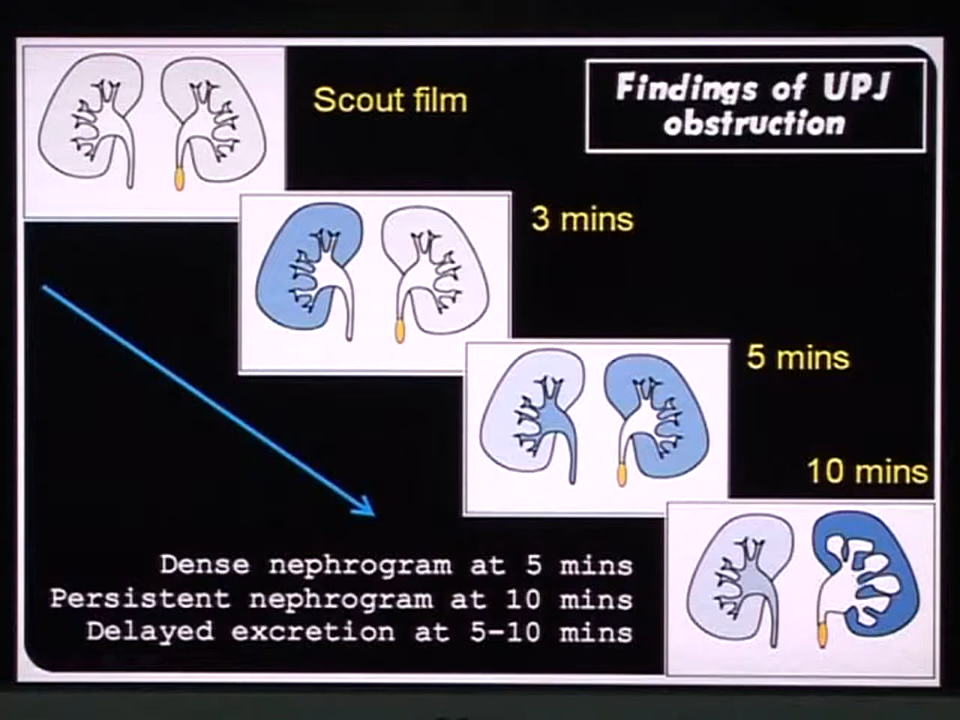 Scout film
Findings of UPJ
obstruction
3 mins
5 mins
10 mins
Dense nephrogram at 5 mins
Persistent nephrogram at 10 mins
Delayed excretion at 5-10 mins